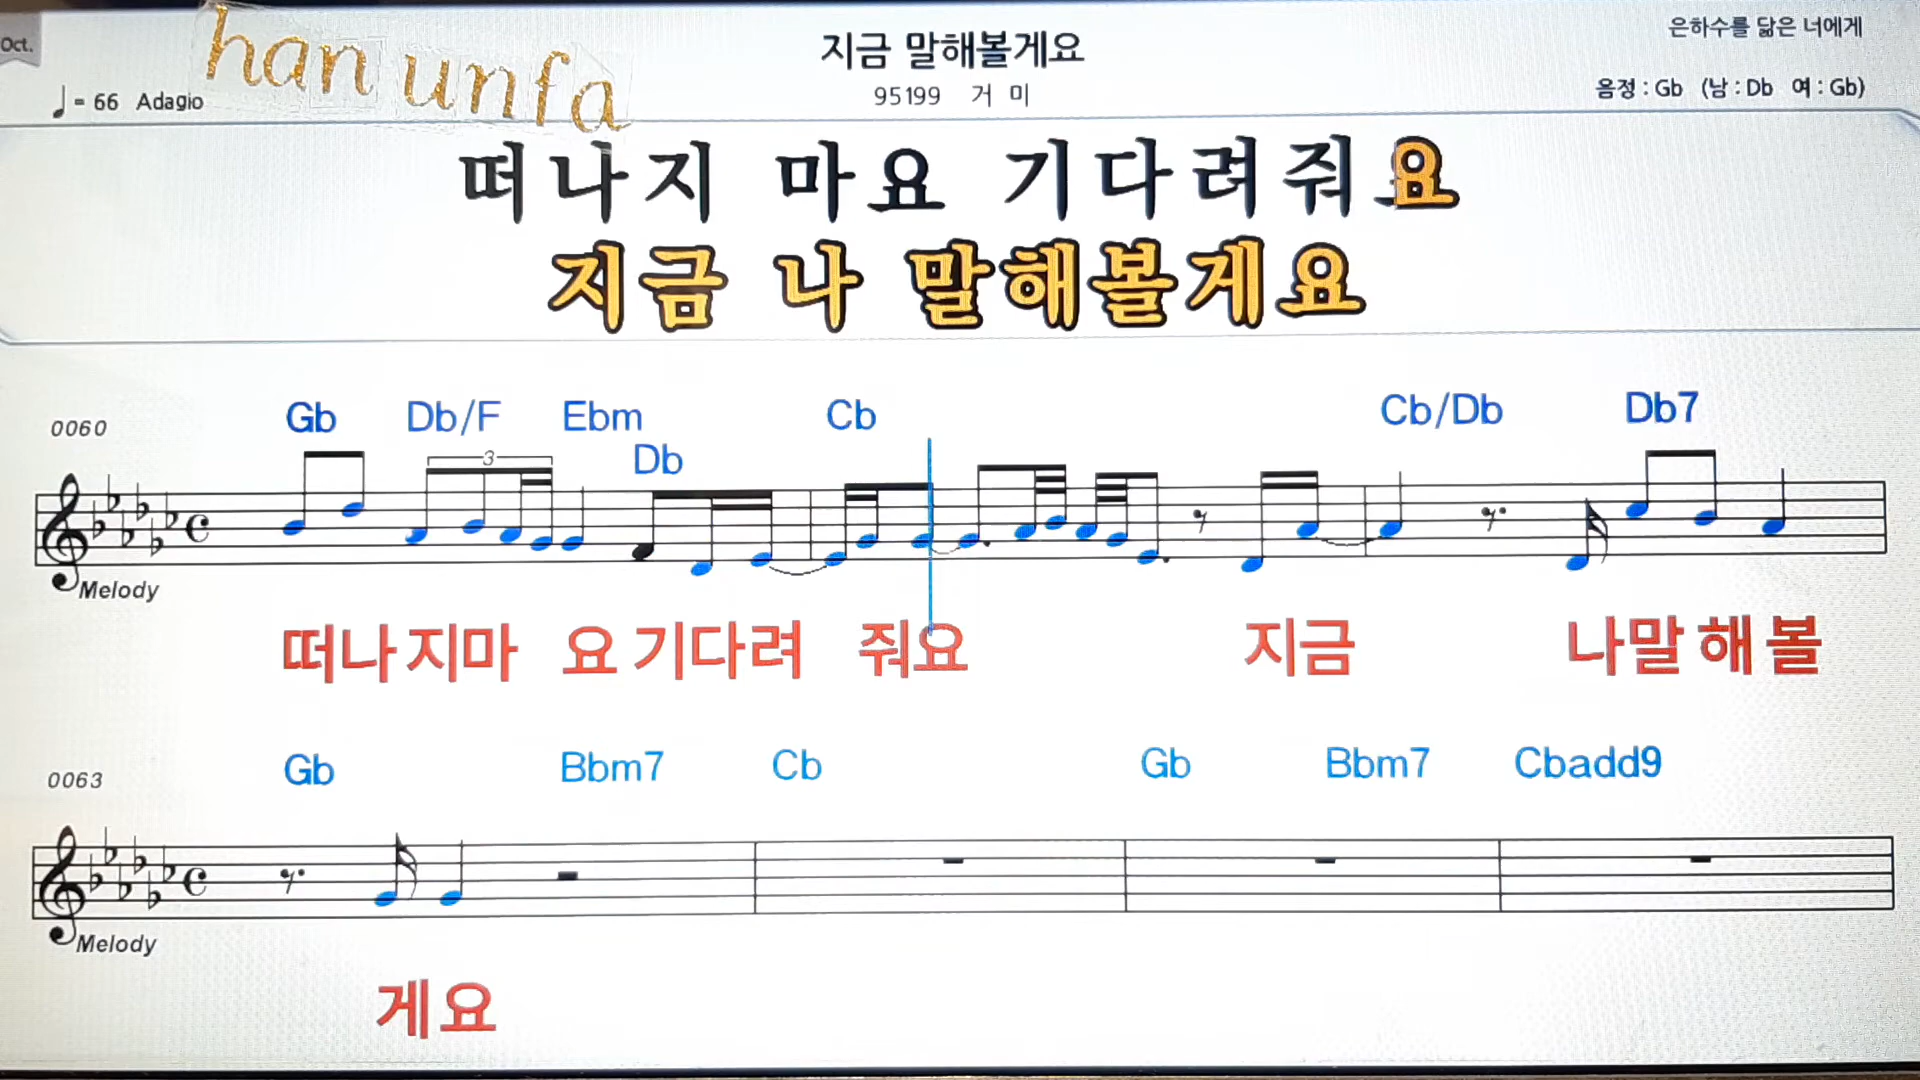 Oct.
han unfa
지금 말해볼게요
은하수를 닮은 너에게
♩= 66 Adagio
95199 거 미
음정 : Gb (남 : Db 여 : Gb)
떠나지 마요 기다려줘요
지금 나 말해볼게요
0060
Gb Db/F Ebm Db Cb Cb/Db Db7
3
Melody
떠나지마 요 기다려 줘요 지금 나말 해 볼
0063
Gb Bbm7 Cb Gb Bbm7 Cbadd9
Melody
게요